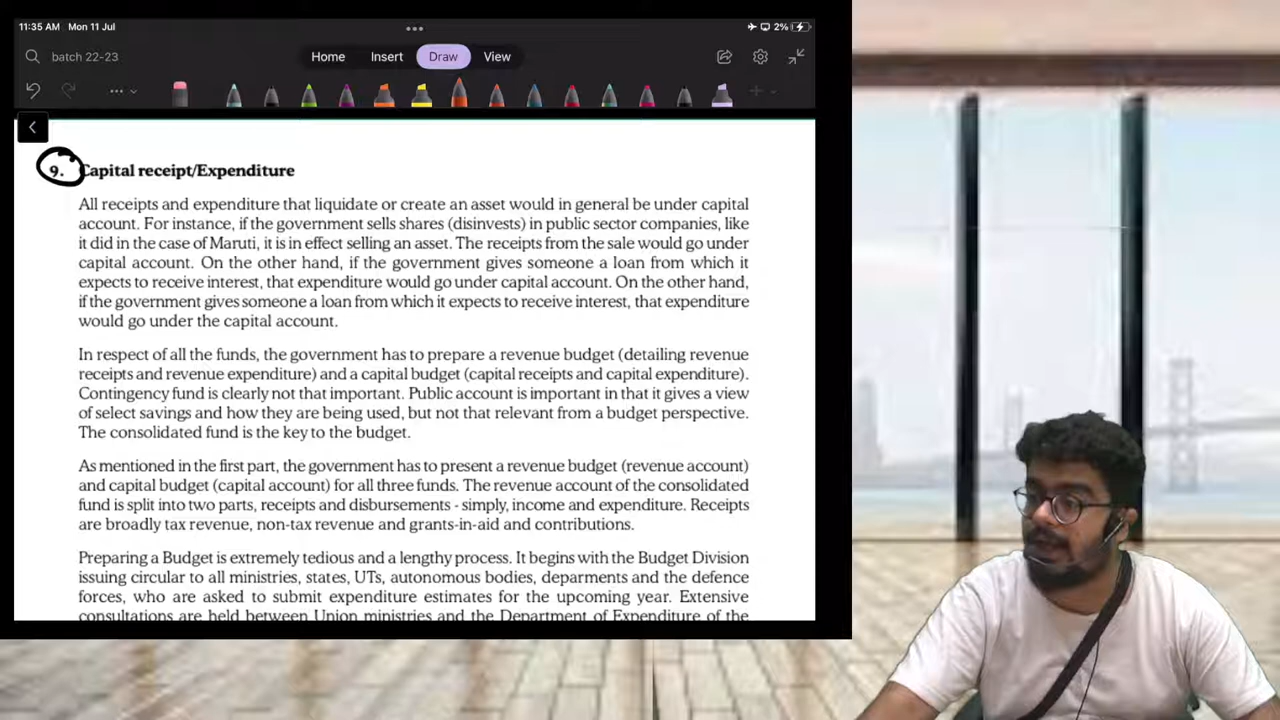 11:35 AM Mon 11 Jul
2%
batch 22-23
Home Insert Draw View
9. Capital receipt/Expenditure
All receipts and expenditure that liquidate or create an asset would in general be under capital
account. For instance, if the government sells shares (disinvests) in public sector companies, like
it did in the case of Maruti, it is in effect selling an asset. The receipts from the sale would go under
capital account. On the other hand, if the government gives someone a loan from which it
expects to receive interest, that expenditure would go under capital account. On the other hand,
if the government gives someone a loan from which it expects to receive interest, that expenditure
would go under the capital account.
In respect of all the funds, the government has to prepare a revenue budget (detailing revenue
receipts and revenue expenditure) and a capital budget (capital receipts and capital expenditure).
Contingency fund is clearly not that important. Public account is important in that it gives a view
of select savings and how they are being used, but not that relevant from a budget perspective.
The consolidated fund is the key to the budget.
As mentioned in the first part, the government has to present a revenue budget (revenue account)
and capital budget (capital account) for all three funds. The revenue account of the consolidated
fund is split into two parts, receipts and disbursements - simply, income and expenditure. Receipts
are broadly tax revenue, non-tax revenue and grants-in-aid and contributions.
Preparing a Budget is extremely tedious and a lengthy process. It begins with the Budget Division
issuing circular to all ministries, states, UTs, autonomous bodies, deparments and the defence
forces, who are asked to submit expenditure estimates for the upcoming year. Extensive
consultations are held between Union ministries and the Department of Expenditure of the